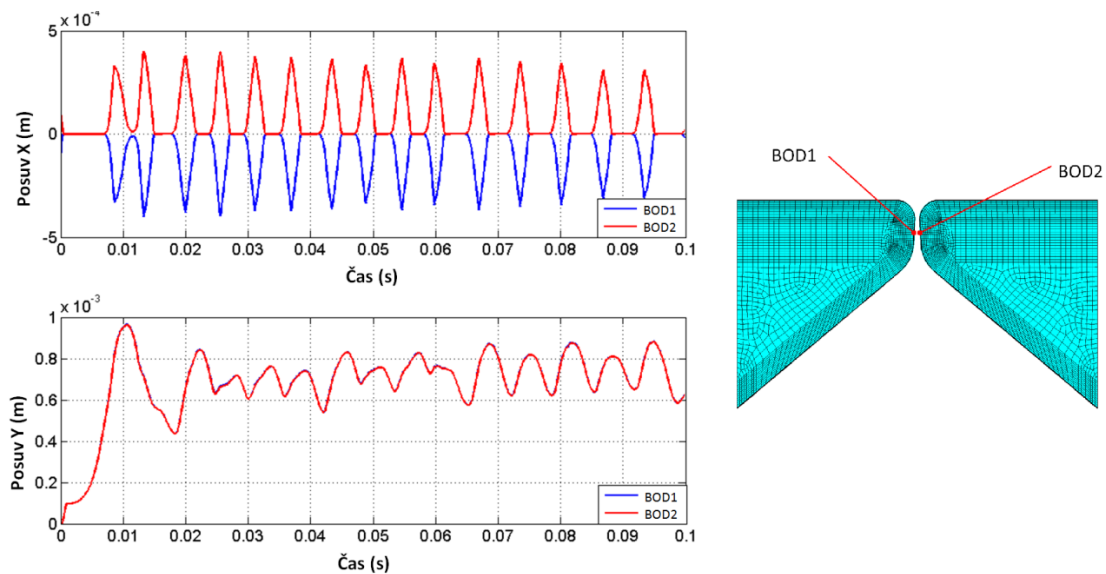 x 10⁻⁴
5
0
-5
Posuv X (m)
0
0.01
0.02
0.03
0.04
0.05
0.06
0.07
0.08
0.09
0.1
Čas (s)
BOD1
BOD2
x 10⁻³
1
0.8
0.6
0.4
0.2
0
Posuv Y (m)
0
0.01
0.02
0.03
0.04
0.05
0.06
0.07
0.08
0.09
0.1
Čas (s)
BOD1
BOD2
BOD1
BOD2